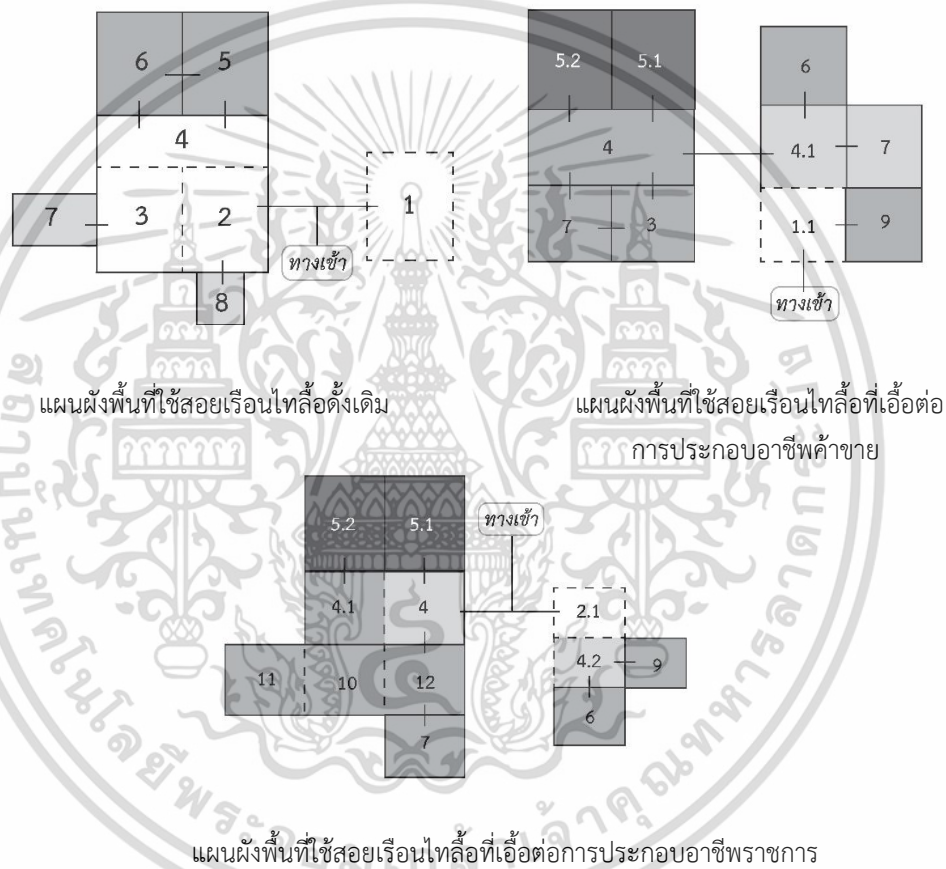 6 5
4
3 2
7
8
1
ทางเข้า
5.2 5.1
4
7 3
6
4.1 7
1.1 9
ทางเข้า
แผนผังพื้นที่ใช้สอยเรือนไทลื้อดั้งเดิม
แผนผังพื้นที่ใช้สอยเรือนไทลื้อที่เอื้อต่อ
การประกอบอาชีพค้าขาย
5.2 5.1
ทางเข้า
4.1 4
11 10 12
7
2.1
4.2 9
6
แผนผังพื้นที่ใช้สอยเรือนไทลื้อที่เอื้อต่อการประกอบอาชีพราชการ